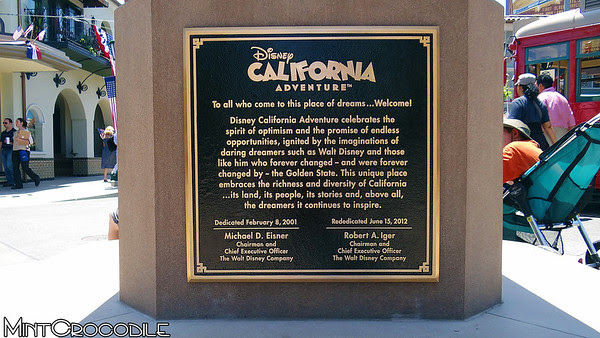 Disney
CALIFORNIA
ADVENTURE™
To all who come to this place of dreams...Welcome!
Disney California Adventure celebrates the
spirit of optimism and the promise of endless
opportunities, ignited by the imaginations of
daring dreamers such as Walt Disney and those
like him who forever changed – and were forever
changed by – the Golden State. This unique place
embraces the richness and diversity of California
...its land, its people, its stories and, above all,
the dreamers it continues to inspire.
Dedicated February 8, 2001
Michael D. Eisner
Chairman and
Chief Executive Officer
The Walt Disney Company
Rededicated June 15, 2012
Robert A. Iger
Chairman and
Chief Executive Officer
The Walt Disney Company
MintCrocodile